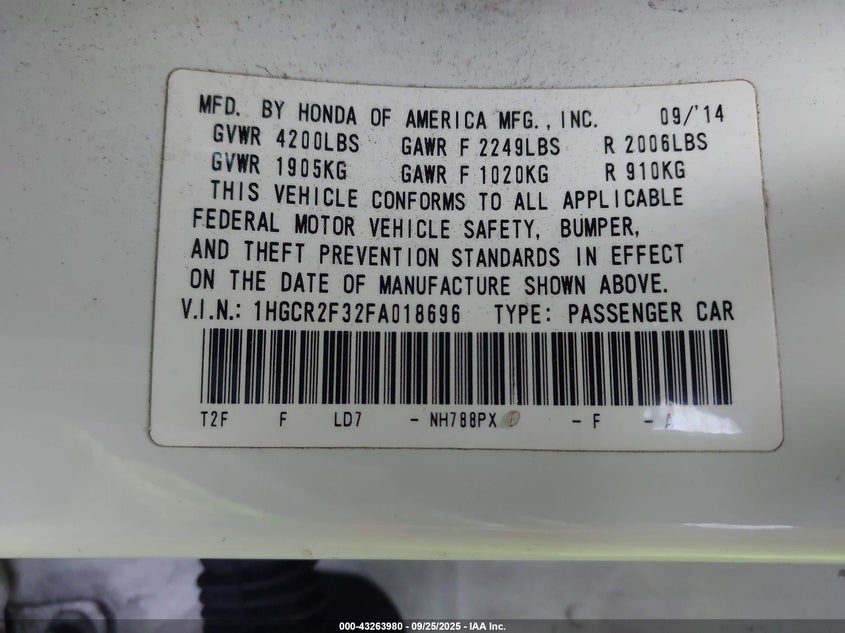 MFD. BY HONDA OF AMERICA MFG., INC. 09/'14
GVWR 4200LBS GAWR F 2249LBS R 2006LBS
GVWR 1905KG GAWR F 1020KG R 910KG
THIS VEHICLE CONFORMS TO ALL APPLICABLE
FEDERAL MOTOR VEHICLE SAFETY, BUMPER,
AND THEFT PREVENTION STANDARDS IN EFFECT
ON THE DATE OF MANUFACTURE SHOWN ABOVE.
V.I.N.: 1HGCR2F32FA018696 TYPE: PASSENGER CAR
T2F F LD7 - NH788PX - F - A
000-43263980 - 09/25/2025 - IAA Inc.